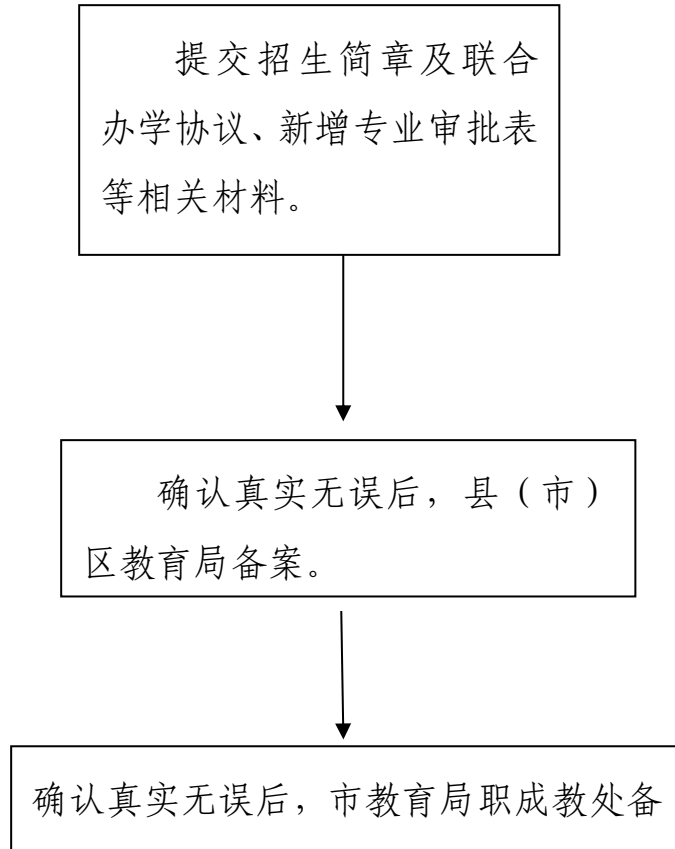 提交招生简章及联合
办学协议、新增专业审批表
等相关材料。
确认真实无误后，县（市）
区教育局备案。
确认真实无误后，市教育局职成教处备